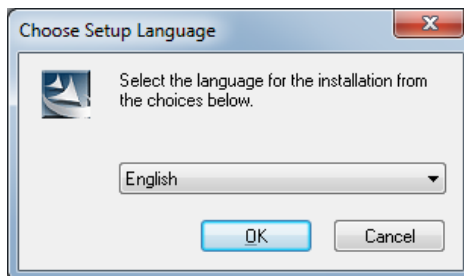 Choose Setup Language
Select the language for the installation from
the choices below.
English
OK
Cancel